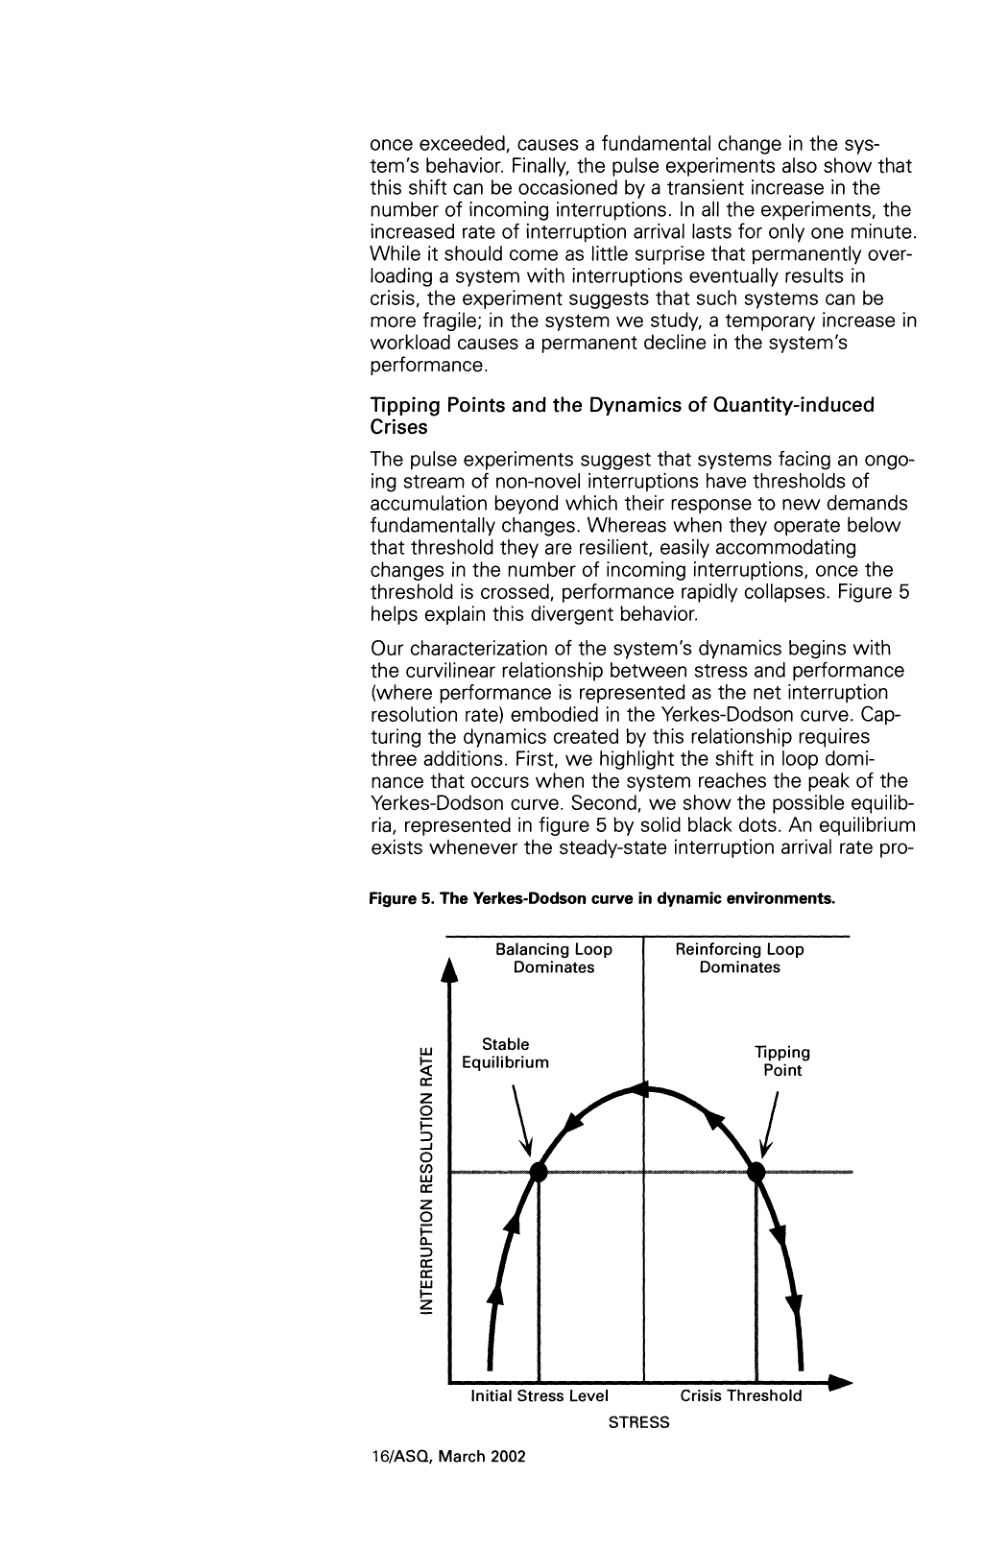 once exceeded, causes a fundamental change in the sys-
tem's behavior. Finally, the pulse experiments also show that
this shift can be occasioned by a transient increase in the
number of incoming interruptions. In all the experiments, the
increased rate of interruption arrival lasts for only one minute.
While it should come as little surprise that permanently over-
loading a system with interruptions eventually results in
crisis, the experiment suggests that such systems can be
more fragile; in the system we study, a temporary increase in
workload causes a permanent decline in the system's
performance.
Tipping Points and the Dynamics of Quantity-induced
Crises
The pulse experiments suggest that systems facing an ongo-
ing stream of non-novel interruptions have thresholds of
accumulation beyond which their response to new demands
fundamentally changes. Whereas when they operate below
that threshold they are resilient, easily accommodating
changes in the number of incoming interruptions, once the
threshold is crossed, performance rapidly collapses. Figure 5
helps explain this divergent behavior.
Our characterization of the system's dynamics begins with
the curvilinear relationship between stress and performance
(where performance is represented as the net interruption
resolution rate) embodied in the Yerkes-Dodson curve. Cap-
turing the dynamics created by this relationship requires
three additions. First, we highlight the shift in loop domi-
nance that occurs when the system reaches the peak of the
Yerkes-Dodson curve. Second, we show the possible equilib-
ria, represented in figure 5 by solid black dots. An equilibrium
exists whenever the steady-state interruption arrival rate pro-
Figure 5. The Yerkes-Dodson curve in dynamic environments.
Balancing Loop
Dominates
Reinforcing Loop
Dominates
Stable
Equilibrium
Tipping
Point
INTERRUPTION RESOLUTION RATE
Initial Stress Level
Crisis Threshold
STRESS
16/ASQ, March 2002